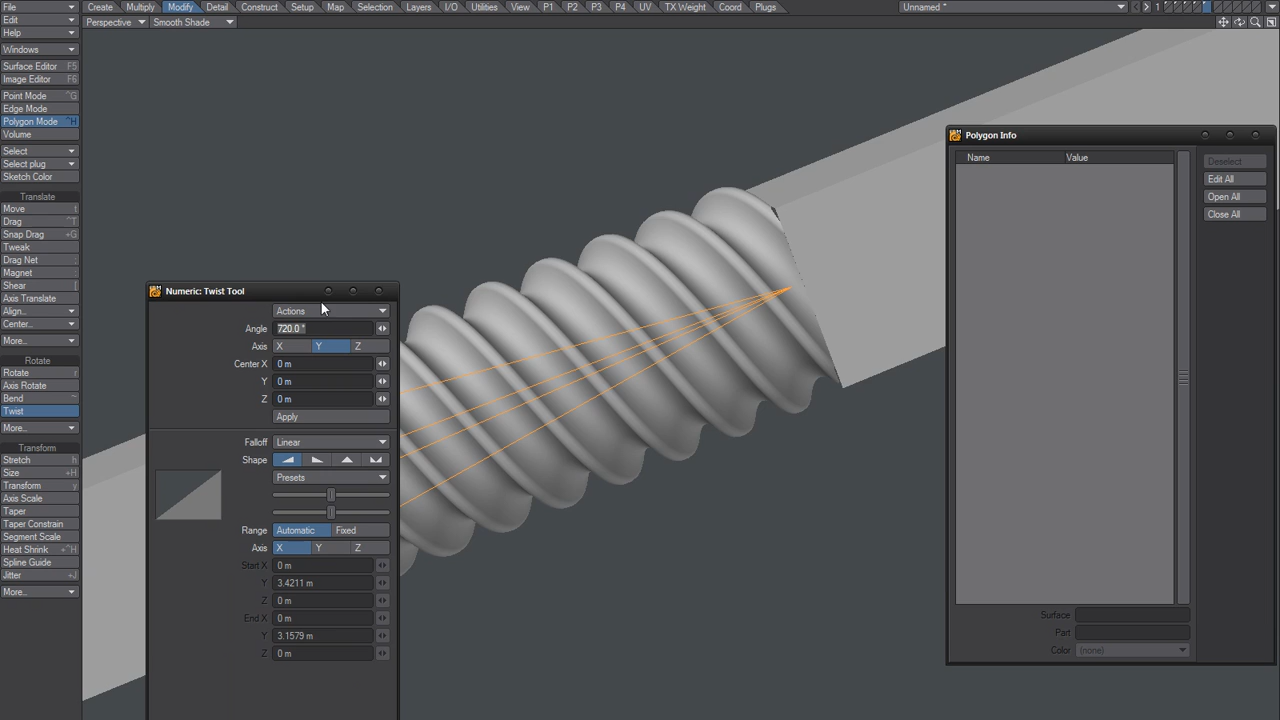 File Create Multiply Modify Detail Construct Setup Map Selection Layers I/O Utilities View P1 P2 P3 P4 UV TX Weight Coord Plugs Unnamed * 1
Edit Perspective Smooth Shade
Help
Windows
Surface Editor F5
Image Editor F6
Point Mode ^G
Edge Mode
Polygon Mode ^H
Volume
Select
Select plug
Sketch Color
Translate
Move t
Drag ^T
Snap Drag +G
Tweak
Drag Net ;
Magnet :
Shear [
Axis Translate
Align...
Center...
More...
Rotate
Rotate r
Axis Rotate
Bend ~
Twist
More...
Transform
Stretch h
Size +H
Transform y
Axis Scale
Taper
Taper Constrain
Segment Scale
Heat Shrink +^H
Spline Guide
Jitter +J
More...
Numeric: Twist Tool
Actions
Angle 720.0 °
Axis X Y Z
Center X 0 m
Y 0 m
Z 0 m
Apply
Falloff Linear
Shape
Presets
Range Automatic Fixed
Axis X Y Z
Start X 0 m
Y 3.4211 m
Z 0 m
End X 0 m
Y 3.1579 m
Z 0 m
Polygon Info
Name Value
Deselect
Edit All
Open All
Close All
Surface
Part
Color (none)